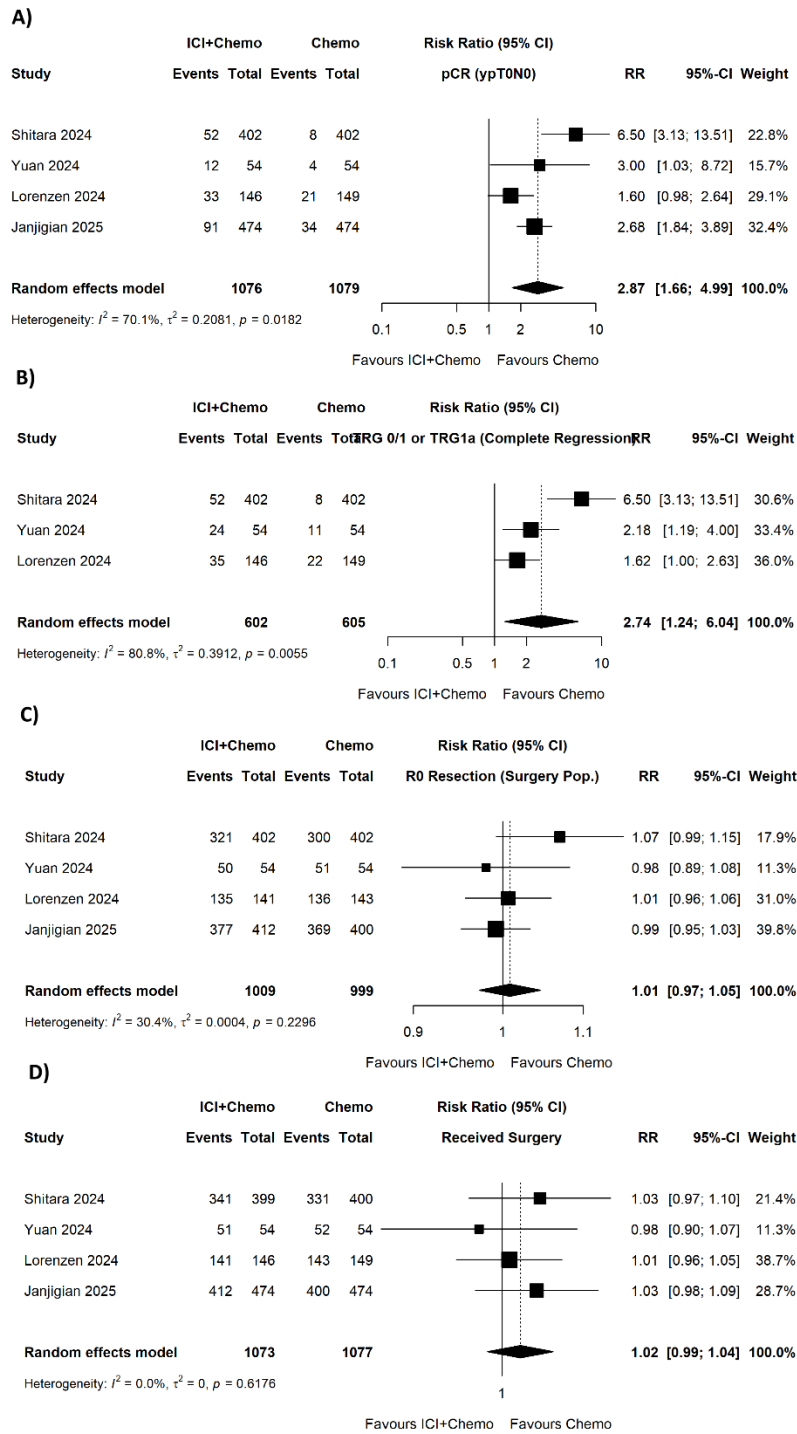 A)
ICI+Chemo Chemo Risk Ratio (95% CI)
Study Events Total Events Total pCR (ypT0N0) RR 95%-CI Weight
Shitara 2024 52 402 8 402 6.50 [3.13; 13.51] 22.8%
Yuan 2024 12 54 4 54 3.00 [1.03; 8.72] 15.7%
Lorenzen 2024 33 146 21 149 1.60 [0.98; 2.64] 29.1%
Janjigian 2025 91 474 34 474 2.68 [1.84; 3.89] 32.4%
Random effects model 1076 1079 2.87 [1.66; 4.99] 100.0%
Heterogeneity: I² = 70.1%, τ² = 0.2081, p = 0.0182
0.1 0.5 1 2 10
Favours ICI+Chemo Favours Chemo
B)
ICI+Chemo Chemo Risk Ratio (95% CI)
Study Events Total Events Total TRG 0/1 or TRG1a (Complete Regression) RR 95%-CI Weight
Shitara 2024 52 402 8 402 6.50 [3.13; 13.51] 30.6%
Yuan 2024 24 54 11 54 2.18 [1.19; 4.00] 33.4%
Lorenzen 2024 35 146 22 149 1.62 [1.00; 2.63] 36.0%
Random effects model 602 605 2.74 [1.24; 6.04] 100.0%
Heterogeneity: I² = 80.8%, τ² = 0.3912, p = 0.0055
0.1 0.5 1 2 10
Favours ICI+Chemo Favours Chemo
C)
ICI+Chemo Chemo Risk Ratio (95% CI)
Study Events Total Events Total R0 Resection (Surgery Pop.) RR 95%-CI Weight
Shitara 2024 321 402 300 402 1.07 [0.99; 1.15] 17.9%
Yuan 2024 50 54 51 54 0.98 [0.89; 1.08] 11.3%
Lorenzen 2024 135 141 136 143 1.01 [0.96; 1.06] 31.0%
Janjigian 2025 377 412 369 400 0.99 [0.95; 1.03] 39.8%
Random effects model 1009 999 1.01 [0.97; 1.05] 100.0%
Heterogeneity: I² = 30.4%, τ² = 0.0004, p = 0.2296
0.9 1 1.1
Favours ICI+Chemo Favours Chemo
D)
ICI+Chemo Chemo Risk Ratio (95% CI)
Study Events Total Events Total Received Surgery RR 95%-CI Weight
Shitara 2024 341 399 331 400 1.03 [0.97; 1.10] 21.4%
Yuan 2024 51 54 52 54 0.98 [0.90; 1.07] 11.3%
Lorenzen 2024 141 146 143 149 1.01 [0.96; 1.05] 38.7%
Janjigian 2025 412 474 400 474 1.03 [0.98; 1.09] 28.7%
Random effects model 1073 1077 1.02 [0.99; 1.04] 100.0%
Heterogeneity: I² = 0.0%, τ² = 0, p = 0.6176
1
Favours ICI+Chemo Favours Chemo